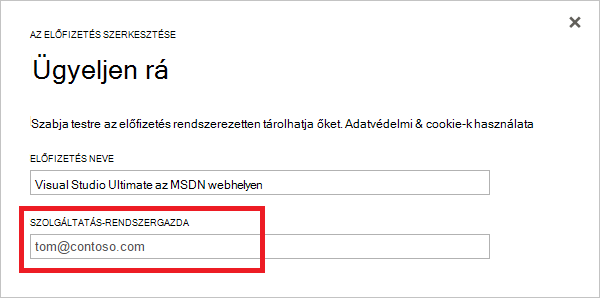 AZ ELŐFIZETÉS SZERKESZTÉSE
Ügyeljen rá
Szabja testre az előfizetés rendszerezetten tárolhatja őket. Adatvédelmi & cookie-k használata
ELŐFIZETÉS NEVE
Visual Studio Ultimate az MSDN webhelyen
SZOLGÁLTATÁS-RENDSZERGAZDA
tom@contoso.com